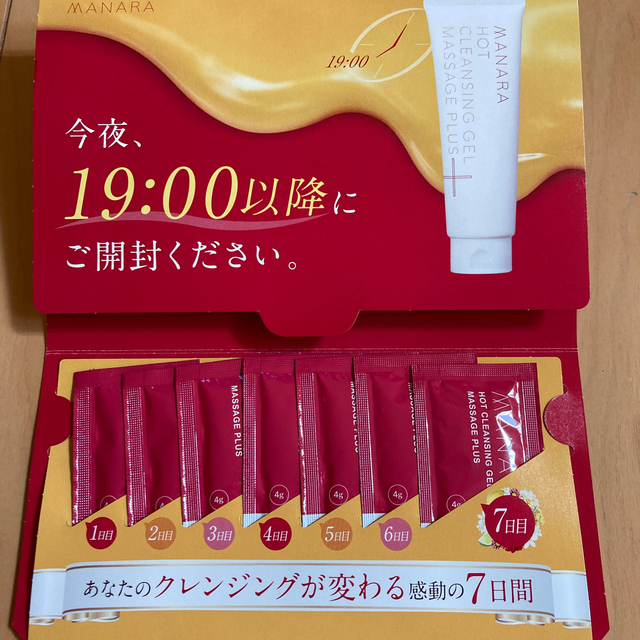 MANARA
19:00
MANARA
HOT
CLEANSING GEL
MASSAGE PLUS
今夜、
19:00以降に
ご開封ください。
MASSAGE PLUS
MANA
HOT CLEANSING GEL
MASSAGE PLUS
4g
4g
4g
4g
4g
4g
1日目
2日目
3日目
4日目
5日目
6日目
7日目
あなたのクレンジングが変わる感動の7日間